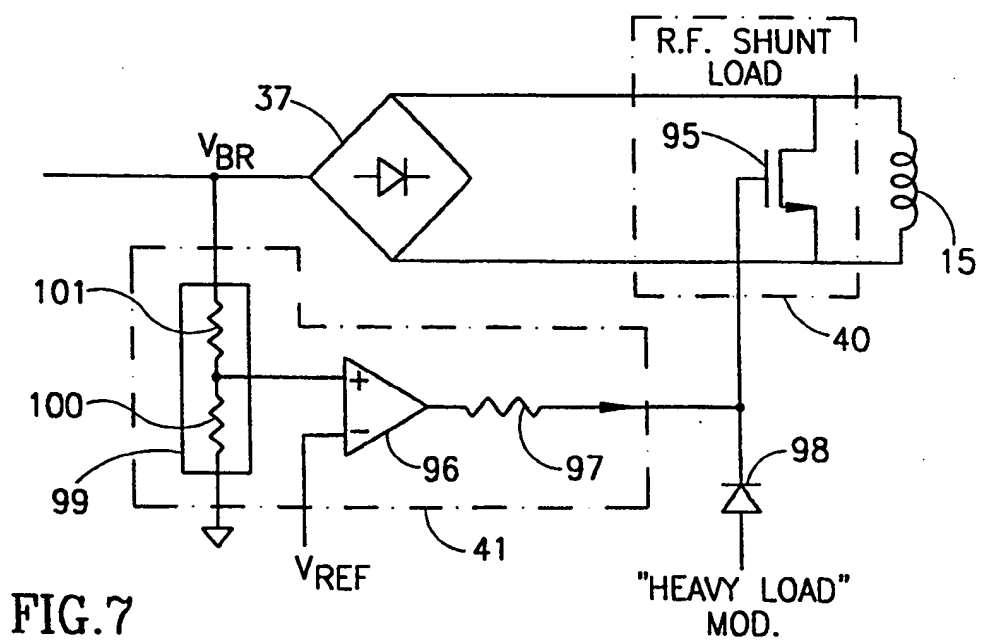 R.F. SHUNT
LOAD
37
95
VBR
15
101
40
100
+
−
96
97
98
99
41
VREF
"HEAVY LOAD"
MOD.
FIG.7